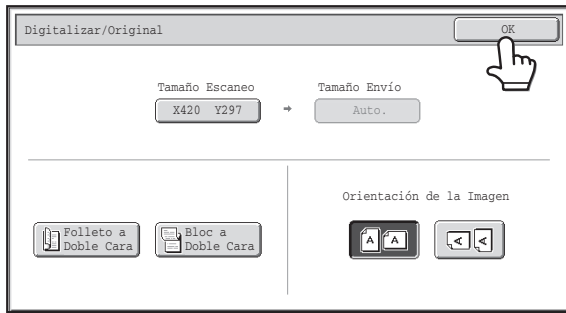 Digitalizar/Original
OK
Tamaño Escaneo
Tamaño Envío
X420 Y297
Auto.
Orientación de la Imagen
Folleto a
Doble Cara
Bloc a
Doble Cara
A A
A A